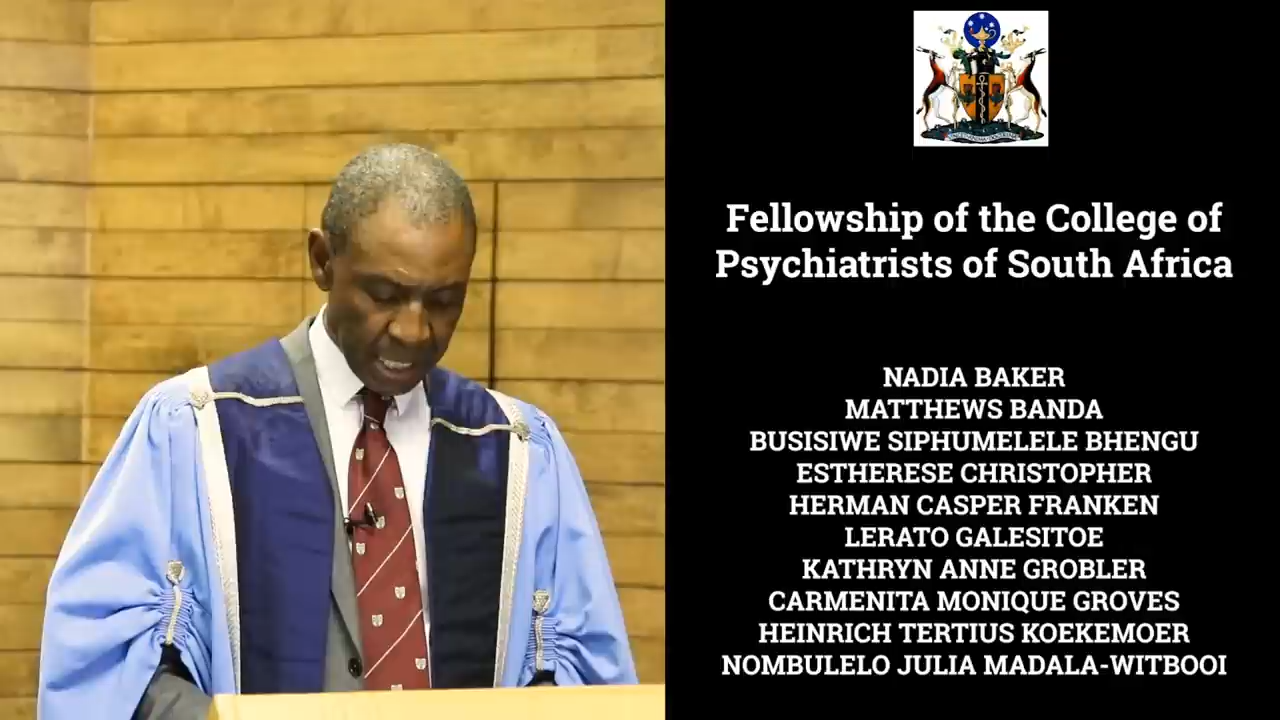 Fellowship of the College of
Psychiatrists of South Africa
NADIA BAKER
MATTHEWS BANDA
BUSISIWE SIPHUMELELE BHENGU
ESTHERESE CHRISTOPHER
HERMAN CASPER FRANKEN
LERATO GALESITOE
KATHRYN ANNE GROBLER
CARMENITA MONIQUE GROVES
HEINRICH TERTIUS KOEKEMOER
NOMBULELO JULIA MADALA-WITBOOI